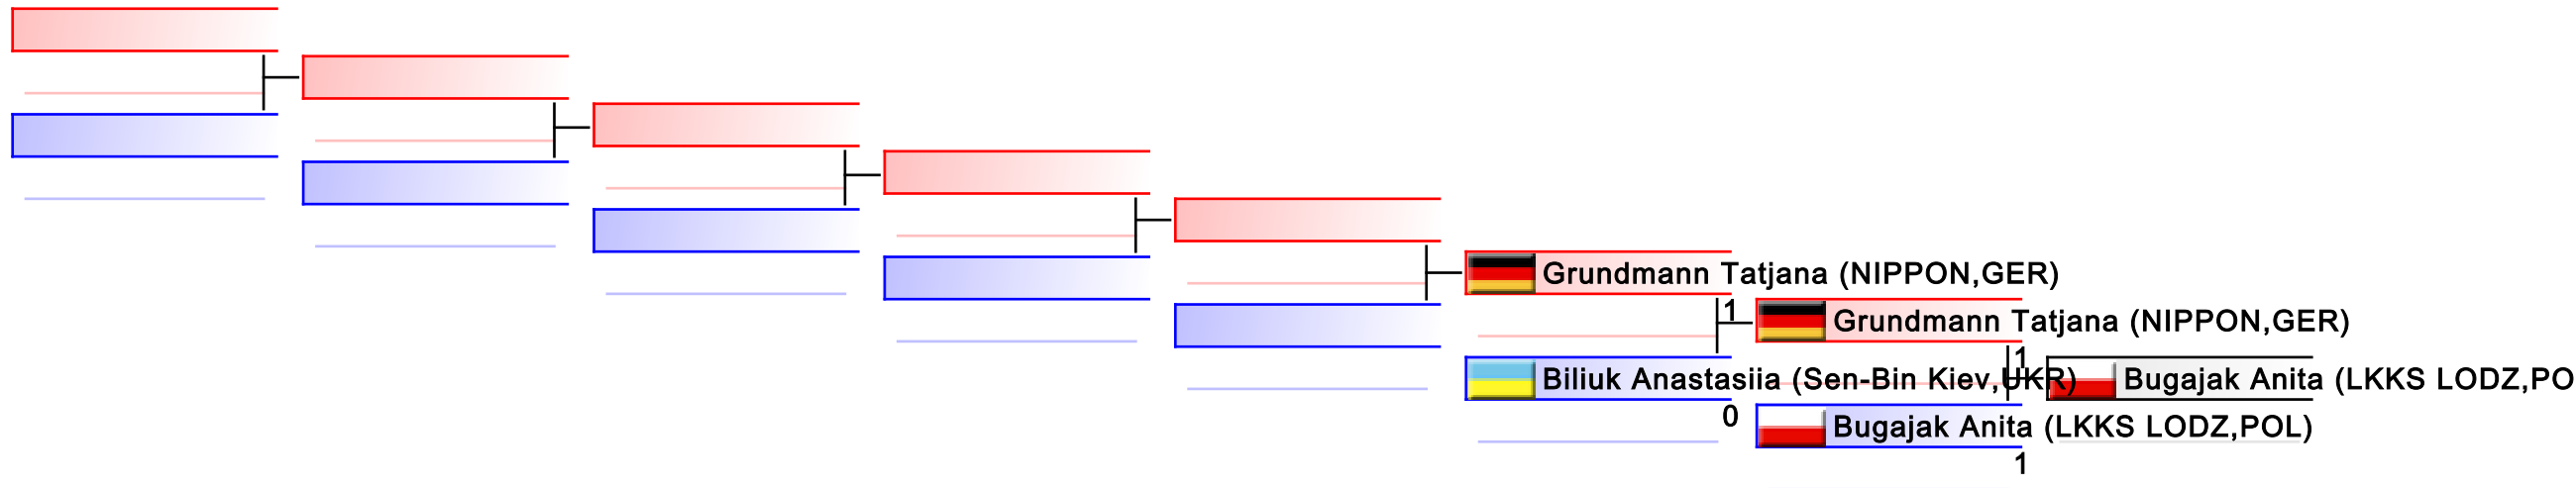 Grundmann Tatjana (NIPPON,GER)
1
Grundmann Tatjana (NIPPON,GER)
1
Biliuk Anastasiia (Sen-Bin Kiev,UKR)
Bugajak Anita (LKKS LODZ,PO
0
Bugajak Anita (LKKS LODZ,POL)
1